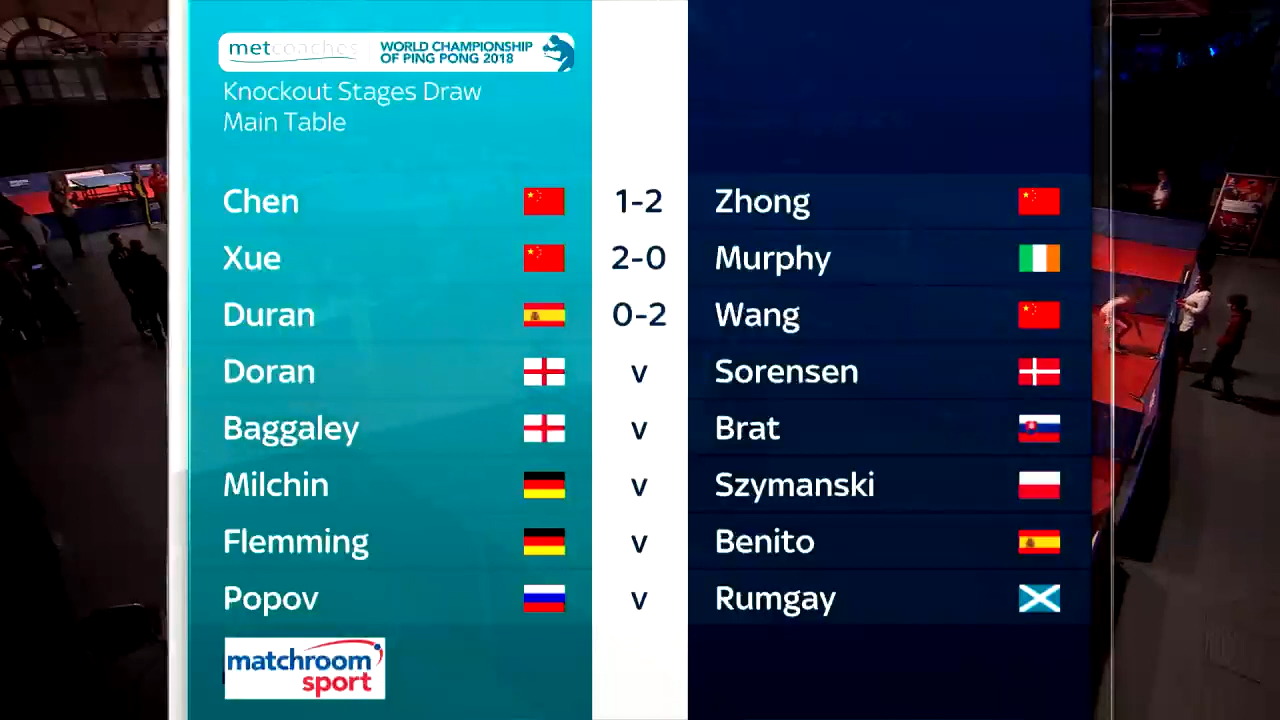 metcoaches WORLD CHAMPIONSHIP
OF PING PONG 2018
Knockout Stages Draw
Main Table
Chen 1-2 Zhong
Xue 2-0 Murphy
Duran 0-2 Wang
Doran v Sorensen
Baggaley v Brat
Milchin v Szymanski
Flemming v Benito
Popov v Rumgay
matchroom
sport